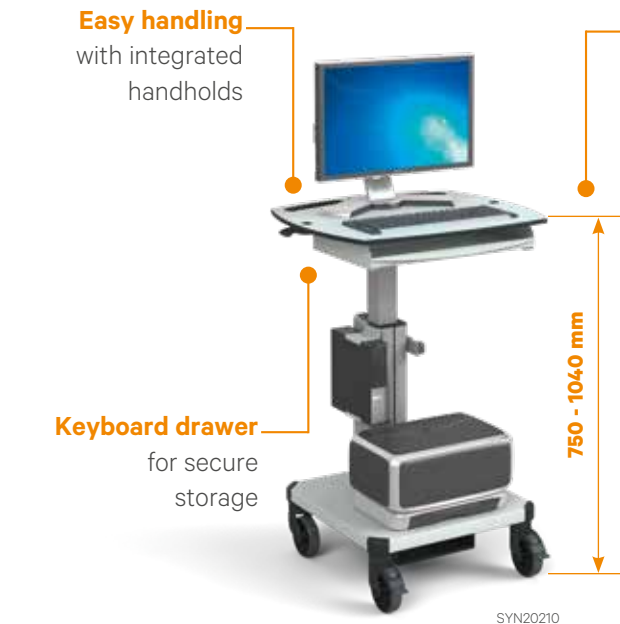 Easy handling
with integrated
handholds
750 - 1040 mm
Keyboard drawer
for secure
storage
SYN20210